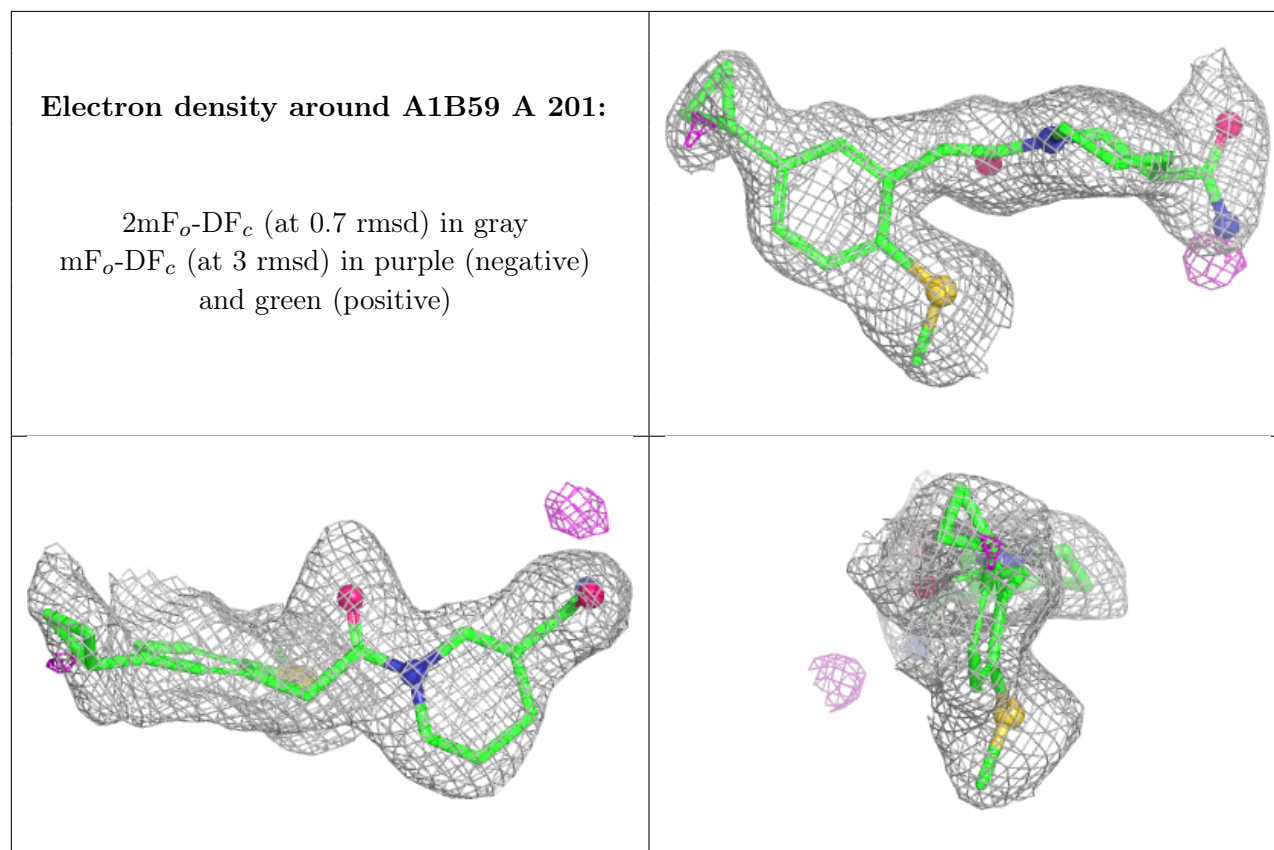 Electron density around A1B59 A 201:
2mFo-DFc (at 0.7 rmsd) in gray
mFo-DFc (at 3 rmsd) in purple (negative)
and green (positive)